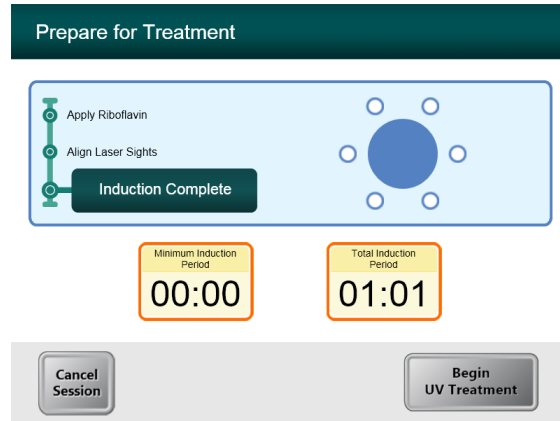 Prepare for Treatment
Apply Riboflavin
Align Laser Sights
Induction Complete
Minimum Induction
Period
00:00
Total Induction
Period
01:01
Cancel
Session
Begin
UV Treatment